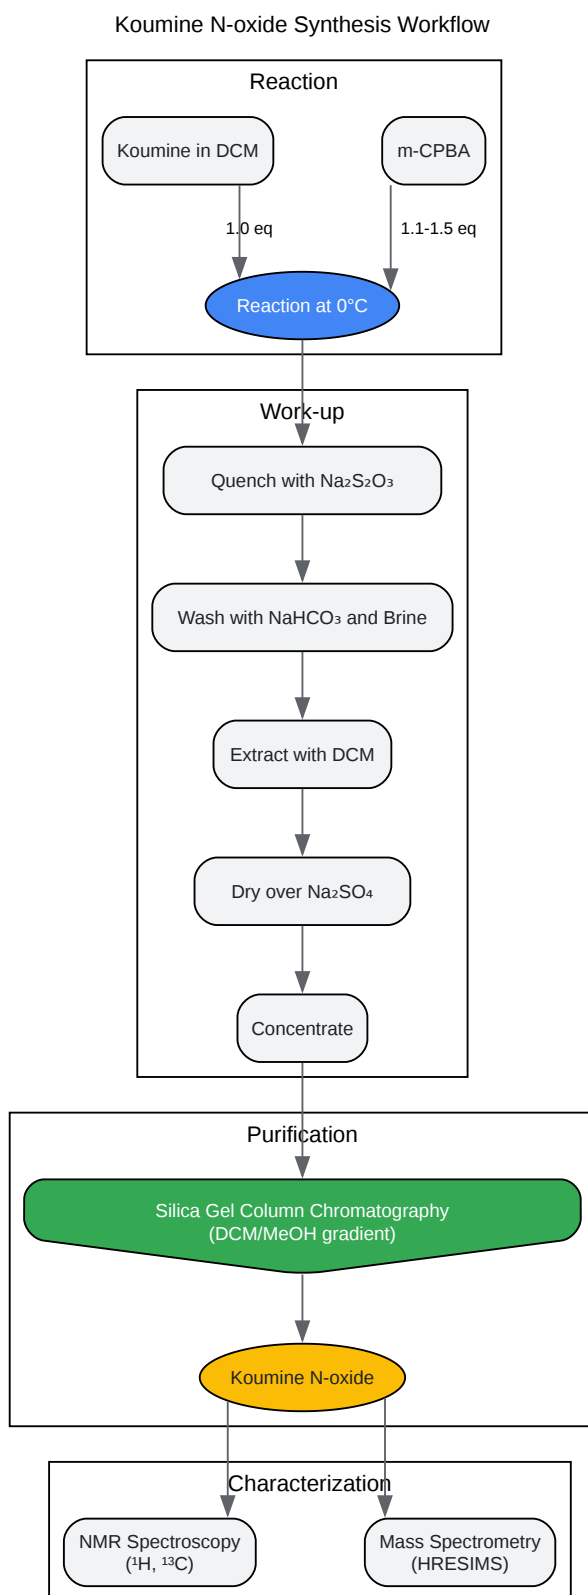 Koumine N-oxide Synthesis Workflow
Reaction
Koumine in DCM
m-CPBA
1.0 eq
1.1-1.5 eq
Reaction at 0°C
Work-up
Quench with Na₂S₂O₃
Wash with NaHCO₃ and Brine
Extract with DCM
Dry over Na₂SO₄
Concentrate
Purification
Silica Gel Column Chromatography
(DCM/MeOH gradient)
Koumine N-oxide
Characterization
NMR Spectroscopy
(¹H, ¹³C)
Mass Spectrometry
(HRESIMS)